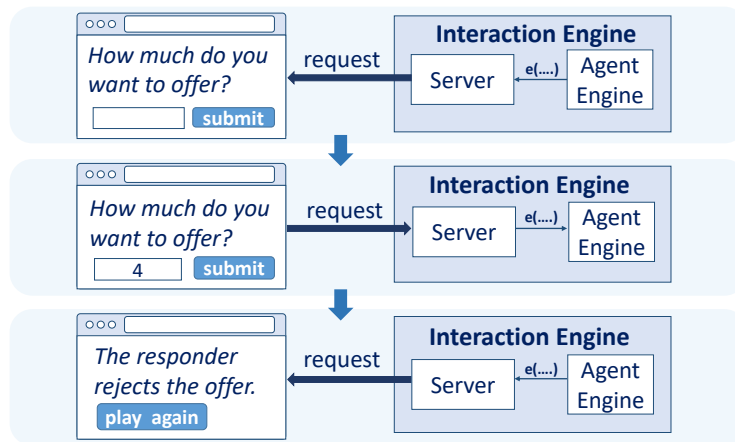 How much do you
want to offer?
submit
request
Interaction Engine
Server
e(....)
Agent
Engine
How much do you
want to offer?
4
submit
request
Interaction Engine
Server
e(....)
Agent
Engine
The responder
rejects the offer.
play again
request
Interaction Engine
Server
e(....)
Agent
Engine